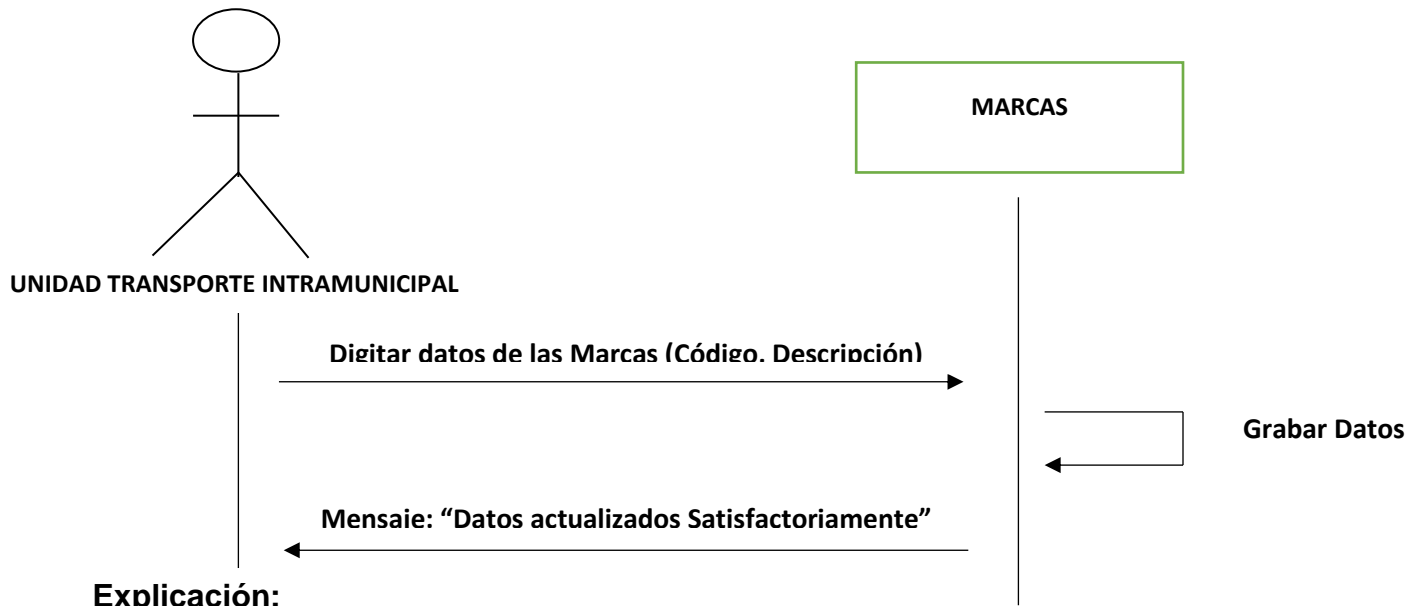 MARCAS
UNIDAD TRANSPORTE INTRAMUNICIPAL
Digitar datos de las Marcas (Código, Descripción)
Grabar Datos
Mensaje: “Datos actualizados Satisfactoriamente”
Explicación: